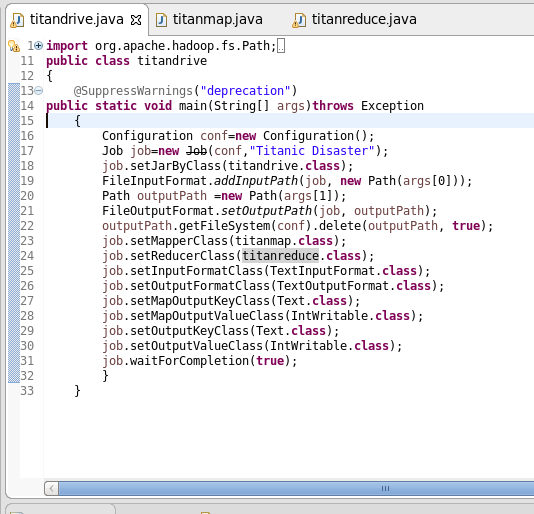 titandrive.java titanmap.java titanreduce.java
1 import org.apache.hadoop.fs.Path;
11 public class titandrive
12 {
13 @SuppressWarnings("deprecation")
14 public static void main(String[] args)throws Exception
15 {
16 Configuration conf=new Configuration();
17 Job job=new Job(conf,"Titanic Disaster");
18 job.setJarByClass(titandrive.class);
19 FileInputFormat.addInputPath(job, new Path(args[0]));
20 Path outputPath =new Path(args[1]);
21 FileOutputFormat.setOutputPath(job, outputPath);
22 outputPath.getFileSystem(conf).delete(outputPath, true);
23 job.setMapperClass(titanmap.class);
24 job.setReducerClass(titanreduce.class);
25 job.setInputFormatClass(TextInputFormat.class);
26 job.setOutputFormatClass(TextOutputFormat.class);
27 job.setMapOutputKeyClass(Text.class);
28 job.setMapOutputValueClass(IntWritable.class);
29 job.setOutputKeyClass(Text.class);
30 job.setOutputValueClass(IntWritable.class);
31 job.waitForCompletion(true);
32 }
33 }